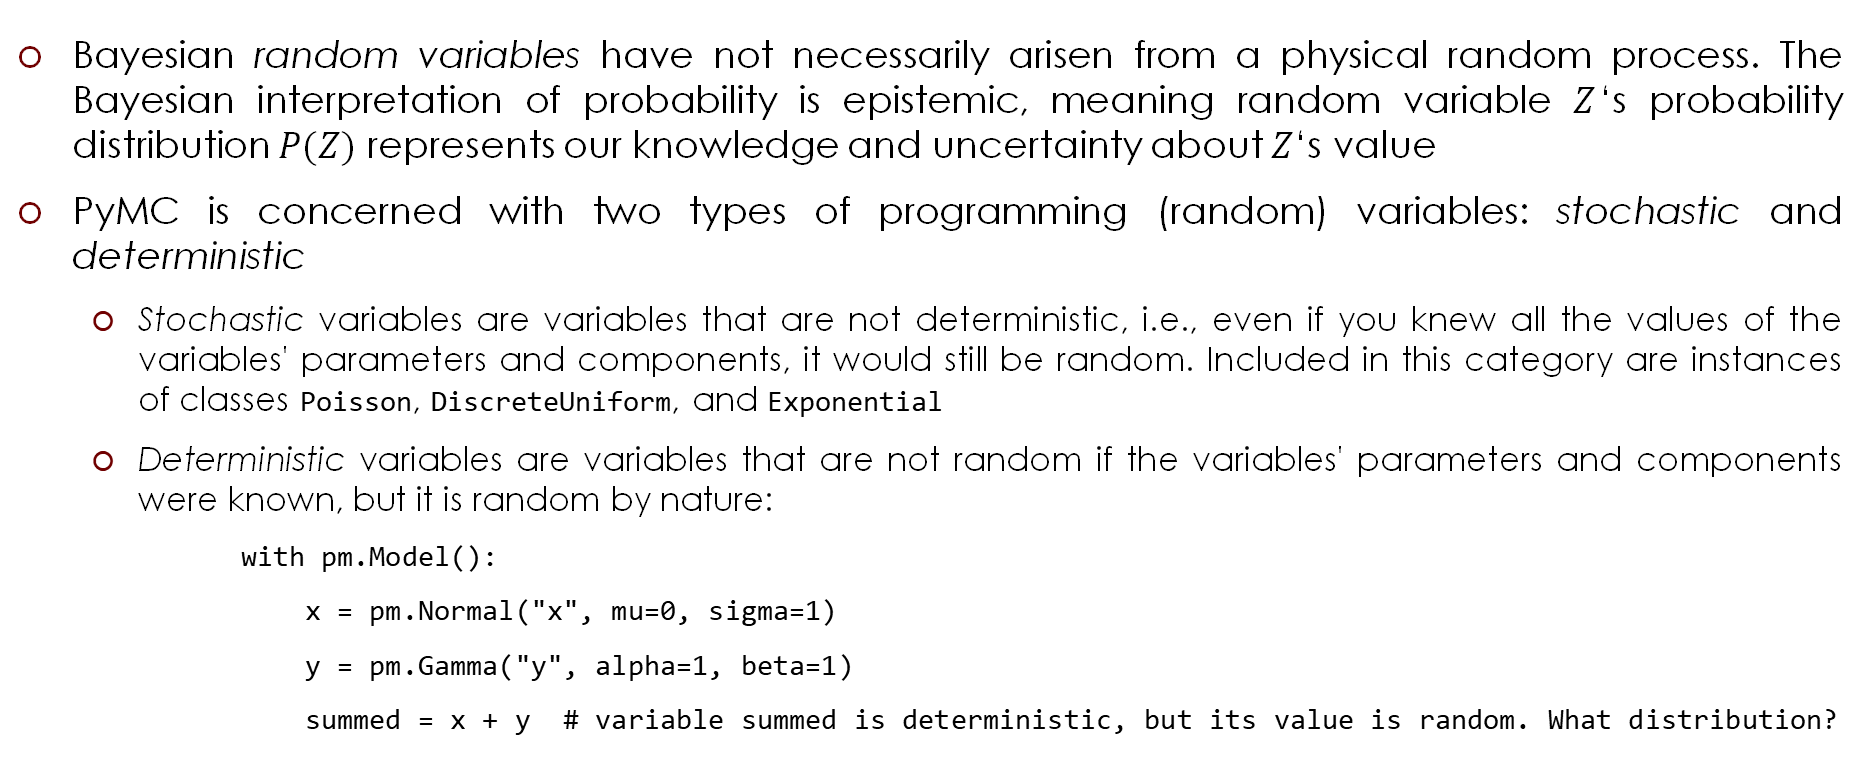 Bayesian random variables have not necessarily arisen from a physical random process. The
Bayesian interpretation of probability is epistemic, meaning random variable Z‘s probability
distribution P(Z) represents our knowledge and uncertainty about Z‘s value
PyMC is concerned with two types of programming (random) variables: stochastic and
deterministic
Stochastic variables are variables that are not deterministic, i.e., even if you knew all the values of the
variables' parameters and components, it would still be random. Included in this category are instances
of classes Poisson, DiscreteUniform, and Exponential
Deterministic variables are variables that are not random if the variables' parameters and components
were known, but it is random by nature:
with pm.Model():
x = pm.Normal("x", mu=0, sigma=1)
y = pm.Gamma("y", alpha=1, beta=1)
summed = x + y # variable summed is deterministic, but its value is random. What distribution?